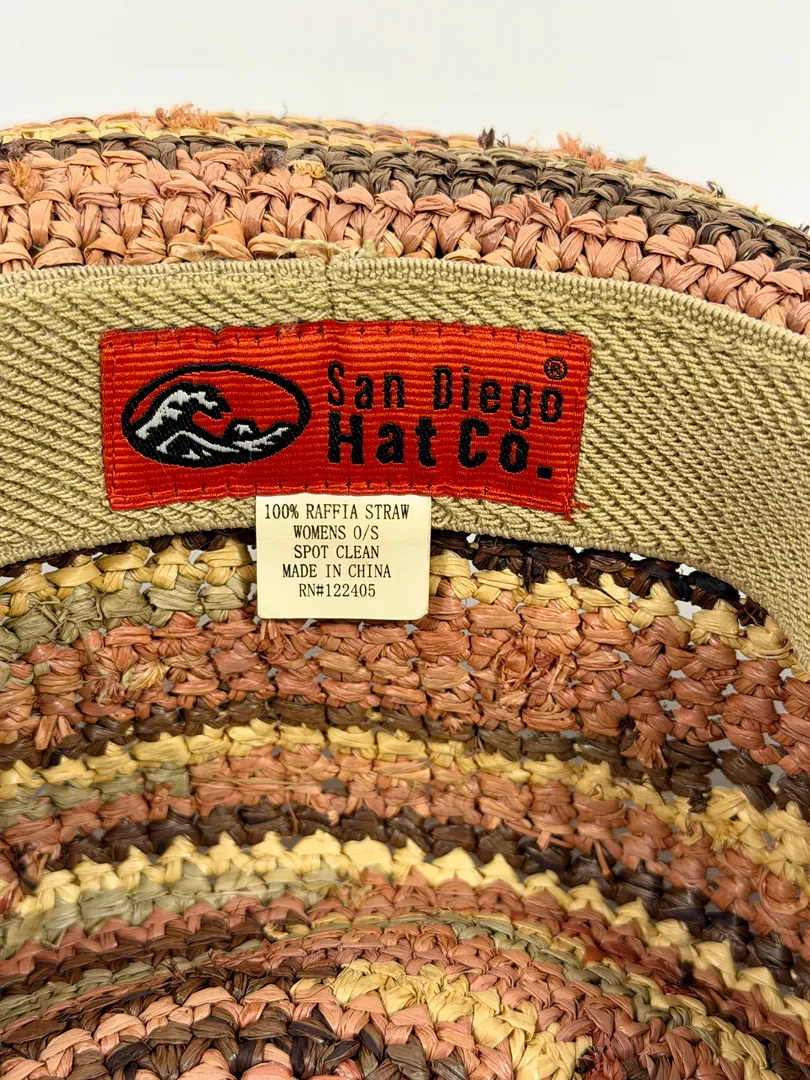 San Diego®
Hat Co.
100% RAFFIA STRAW
WOMENS O/S
SPOT CLEAN
MADE IN CHINA
RN#122405